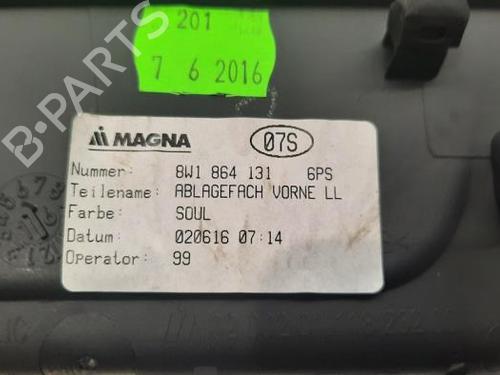 201
7 6 2016
MAGNA
07S
Nummer: 8W1 864 131 6PS
Teilename: ABLAGEFACH VORNE LL
Farbe: SOUL
Datum: 020616 07:14
Operator: 99
B-PARTS